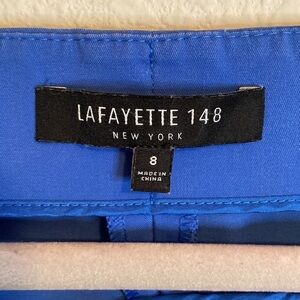 LAFAYETTE 148
NEW YORK
8
MADE IN
CHINA